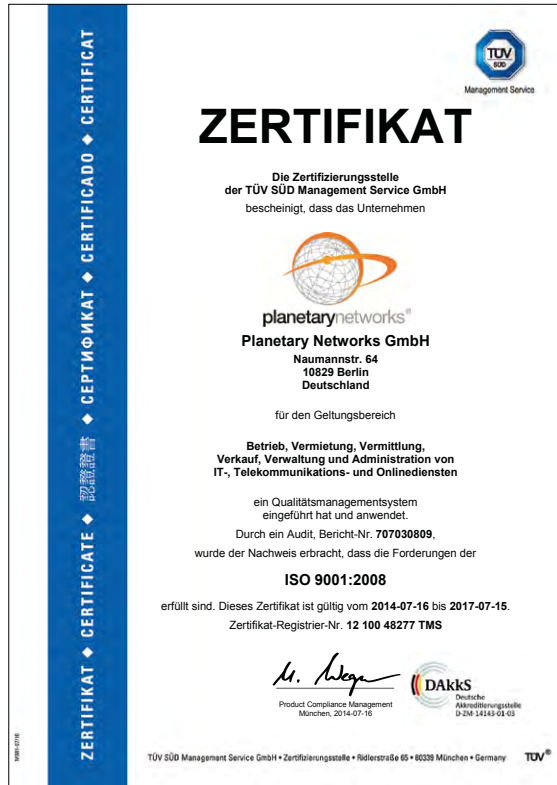 TÜV
SÜD
Management Service
ZERTIFIKAT
Die Zertifizierungsstelle
der TÜV SÜD Management Service GmbH
bescheinigt, dass das Unternehmen
planetarynetworks®
Planetary Networks GmbH
Naumannstr. 64
10829 Berlin
Deutschland
für den Geltungsbereich
Betrieb, Vermietung, Vermittlung,
Verkauf, Verwaltung und Administration von
IT-, Telekommunikations- und Onlinediensten
ein Qualitätsmanagementsystem
eingeführt hat und anwendet.
Durch ein Audit, Bericht-Nr. 707030809,
wurde der Nachweis erbracht, dass die Forderungen der
ISO 9001:2008
erfüllt sind. Dieses Zertifikat ist gültig vom 2014-07-16 bis 2017-07-15.
Zertifikat-Registrier-Nr. 12 100 48277 TMS
Product Compliance Management
München, 2014-07-16
DAkkS
Deutsche
Akkreditierungsstelle
D-ZM-14143-01-03
TÜV SÜD Management Service GmbH • Zertifizierungsstelle • Ridlerstraße 65 • 80339 München • Germany
TÜV®
ZERTIFIKAT ◆ CERTIFICATE ◆ 認證證書 ◆ СЕРТИФИКАТ ◆ CERTIFICADO ◆ CERTIFICAT